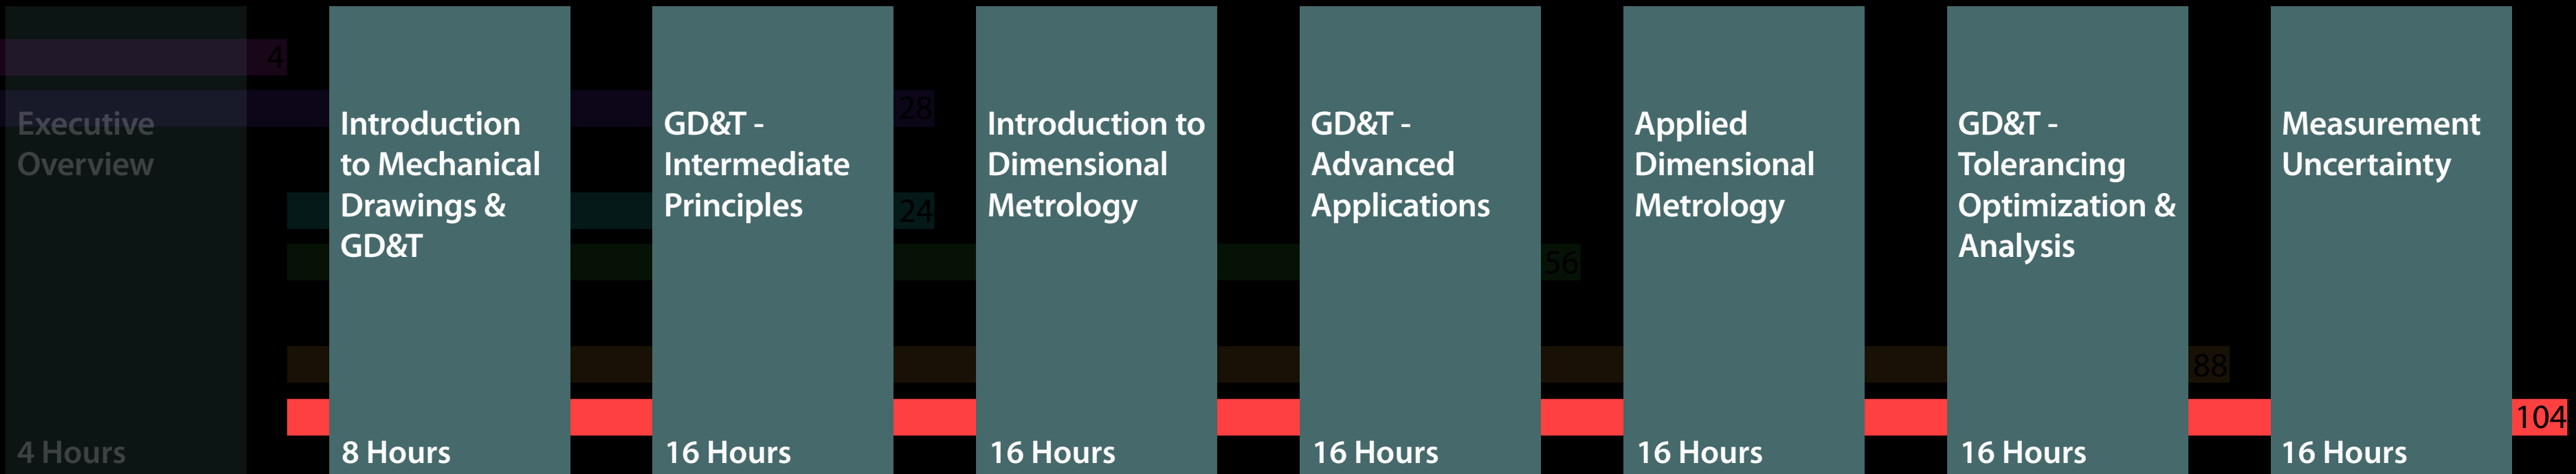 4
28
24
56
88
104
Executive
Overview
4 Hours
Introduction
to Mechanical
Drawings &
GD&T
8 Hours
GD&T -
Intermediate
Principles
16 Hours
Introduction to
Dimensional
Metrology
16 Hours
GD&T -
Advanced
Applications
16 Hours
Applied
Dimensional
Metrology
16 Hours
GD&T -
Tolerancing
Optimization &
Analysis
16 Hours
Measurement
Uncertainty
16 Hours